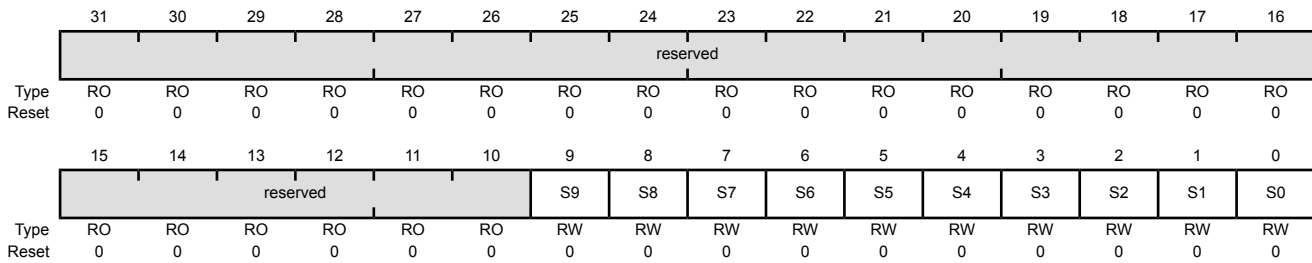 31 30 29 28 27 26 25 24 23 22 21 20 19 18 17 16
reserved
Type RO RO RO RO RO RO RO RO RO RO RO RO RO RO RO RO
Reset 0 0 0 0 0 0 0 0 0 0 0 0 0 0 0 0
15 14 13 12 11 10 9 8 7 6 5 4 3 2 1 0
reserved S9 S8 S7 S6 S5 S4 S3 S2 S1 S0
Type RO RO RO RO RO RO RW RW RW RW RW RW RW RW RW RW
Reset 0 0 0 0 0 0 0 0 0 0 0 0 0 0 0 0